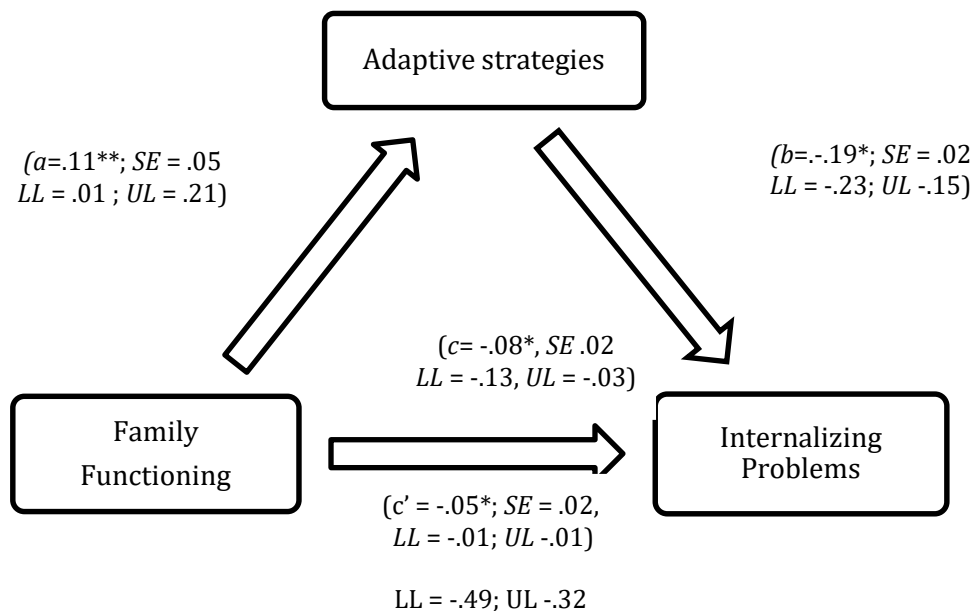 Adaptive strategies
(a=.11**; SE = .05
LL = .01 ; UL = .21)
(b=.-.19*; SE = .02
LL = -.23; UL -.15)
(c= -.08*, SE .02
LL = -.13, UL = -.03)
Family
Functioning
Internalizing
Problems
(c’ = -.05*; SE = .02,
LL = -.01; UL -.01)
LL = -.49; UL -.32